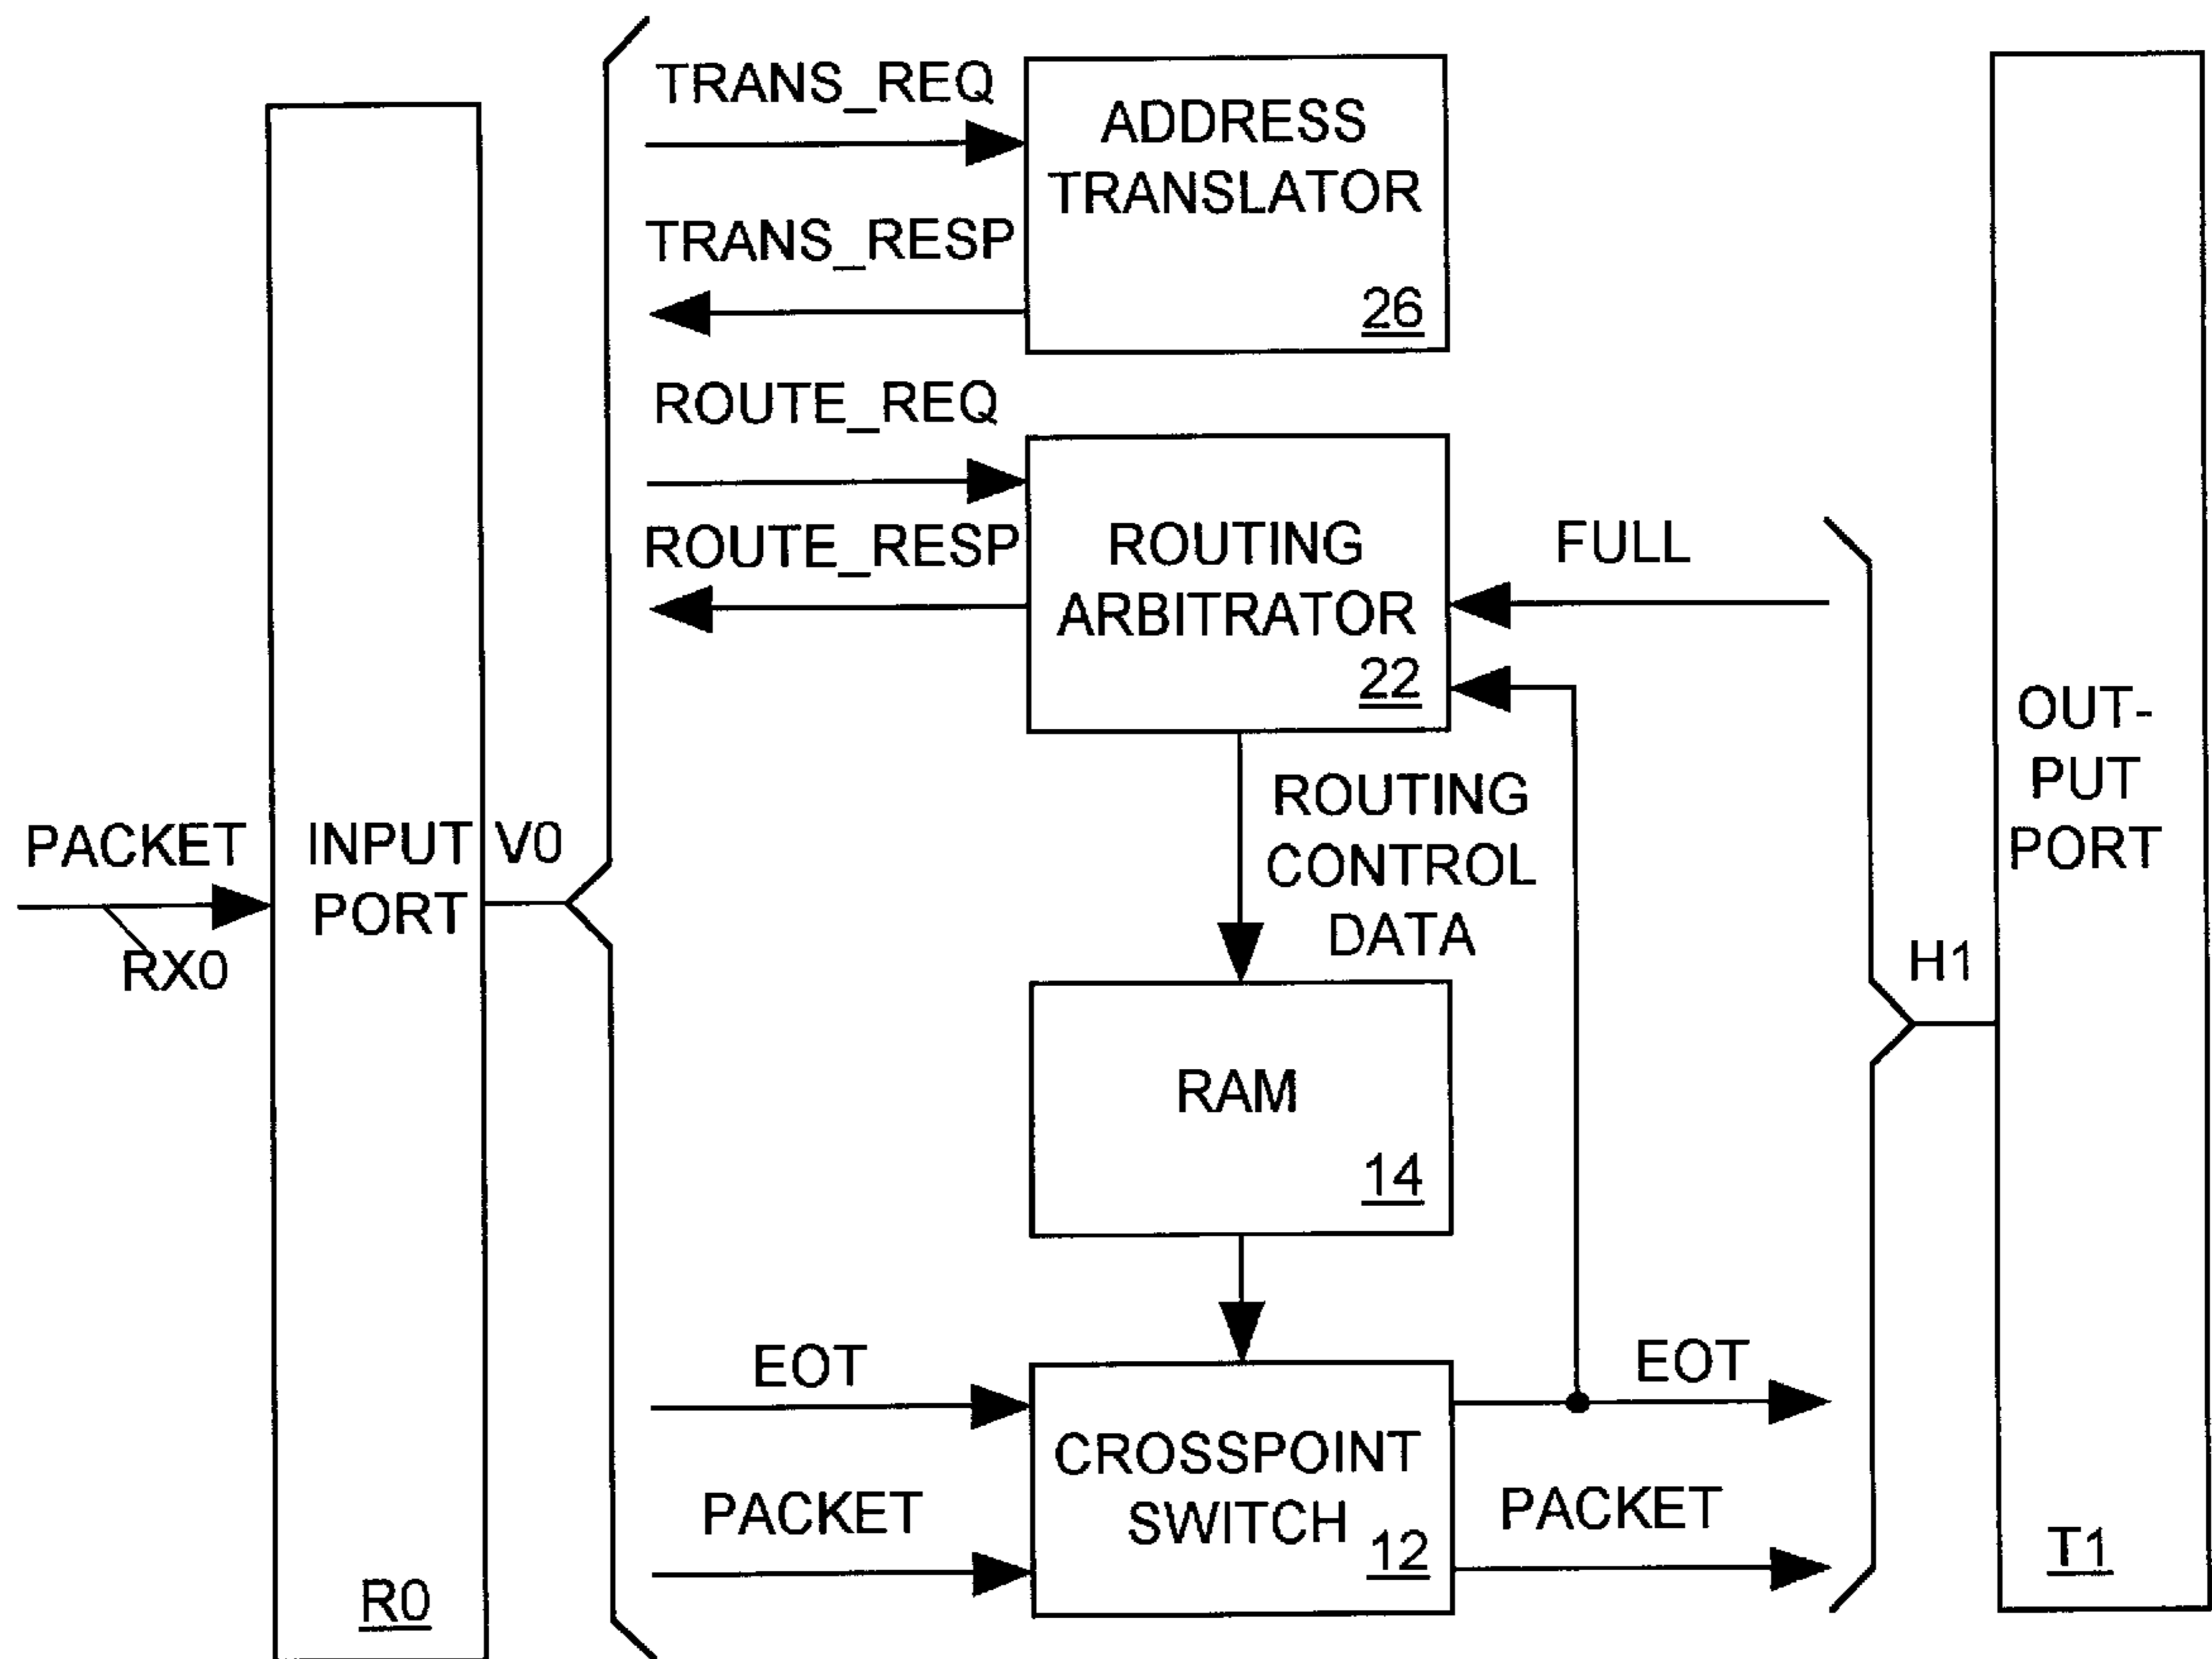 TRANS_REQ
ADDRESS
TRANSLATOR
TRANS_RESP
26
ROUTE_REQ
ROUTE_RESP
ROUTING
ARBITRATOR
22
FULL
ROUTING
CONTROL
DATA
PACKET
RX0
INPUT
PORT
V0
R0
RAM
14
EOT
PACKET
CROSSPOINT
SWITCH
12
EOT
PACKET
H1
OUT-
PUT
PORT
T1